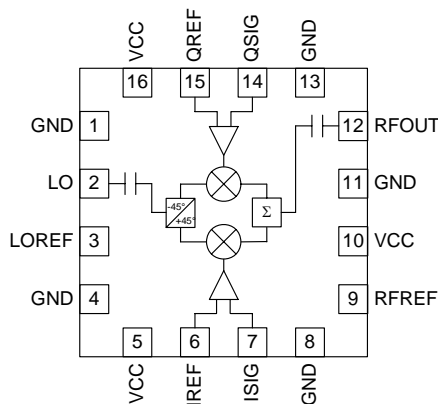 VCC
QREF
QSIG
GND
16
15
14
13
GND 1
12 RFOUT
LO 2
-45°
+45°
Σ
11 GND
LOREF 3
10 VCC
GND 4
9 RFREF
5
6
7
8
VCC
IREF
ISIG
GND